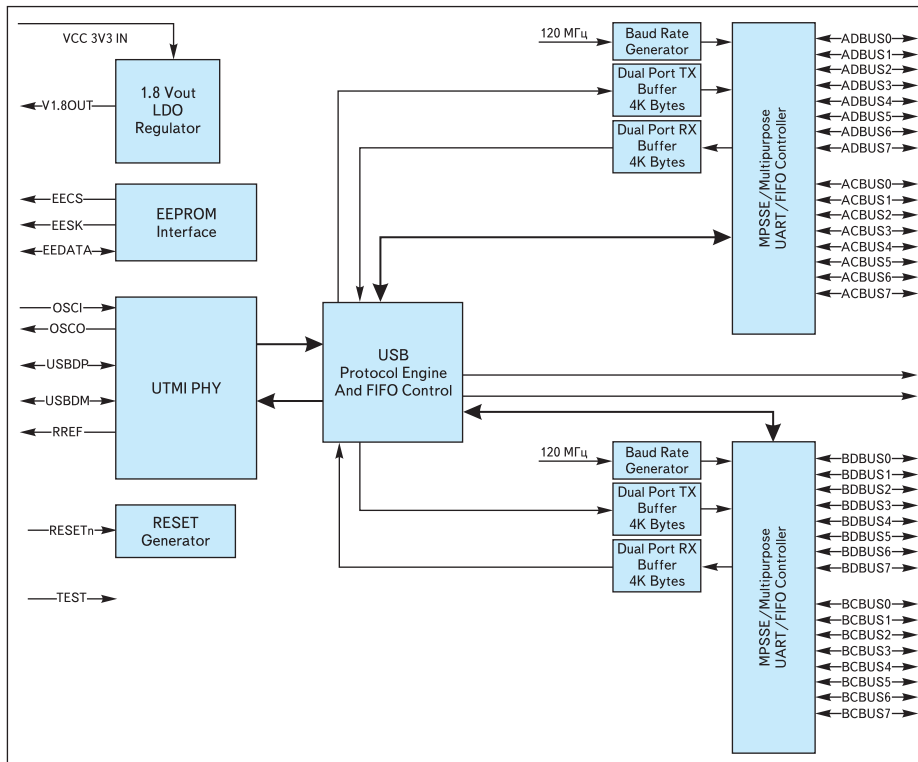 VCC 3V3 IN
1.8 Vout
LDO
Regulator
V1.8OUT
EECS
EESK
EEDATA
EEPROM
Interface
OSCI
OSCO
USBDP
USBDM
RREF
UTMI PHY
RESETn
RESET
Generator
TEST
USB
Protocol Engine
And FIFO Control
120 МГц
Baud Rate
Generator
Dual Port TX
Buffer
4K Bytes
Dual Port RX
Buffer
4K Bytes
MPSSE/Multipurpose
UART/FIFO Controller
ADBUS0
ADBUS1
ADBUS2
ADBUS3
ADBUS4
ADBUS5
ADBUS6
ADBUS7
ACBUS0
ACBUS1
ACBUS2
ACBUS3
ACBUS4
ACBUS5
ACBUS6
ACBUS7
120 МГц
Baud Rate
Generator
Dual Port TX
Buffer
4K Bytes
Dual Port RX
Buffer
4K Bytes
MPSSE/Multipurpose
UART/FIFO Controller
BDBUS0
BDBUS1
BDBUS2
BDBUS3
BDBUS4
BDBUS5
BDBUS6
BDBUS7
BCBUS0
BCBUS1
BCBUS2
BCBUS3
BCBUS4
BCBUS5
BCBUS6
BCBUS7